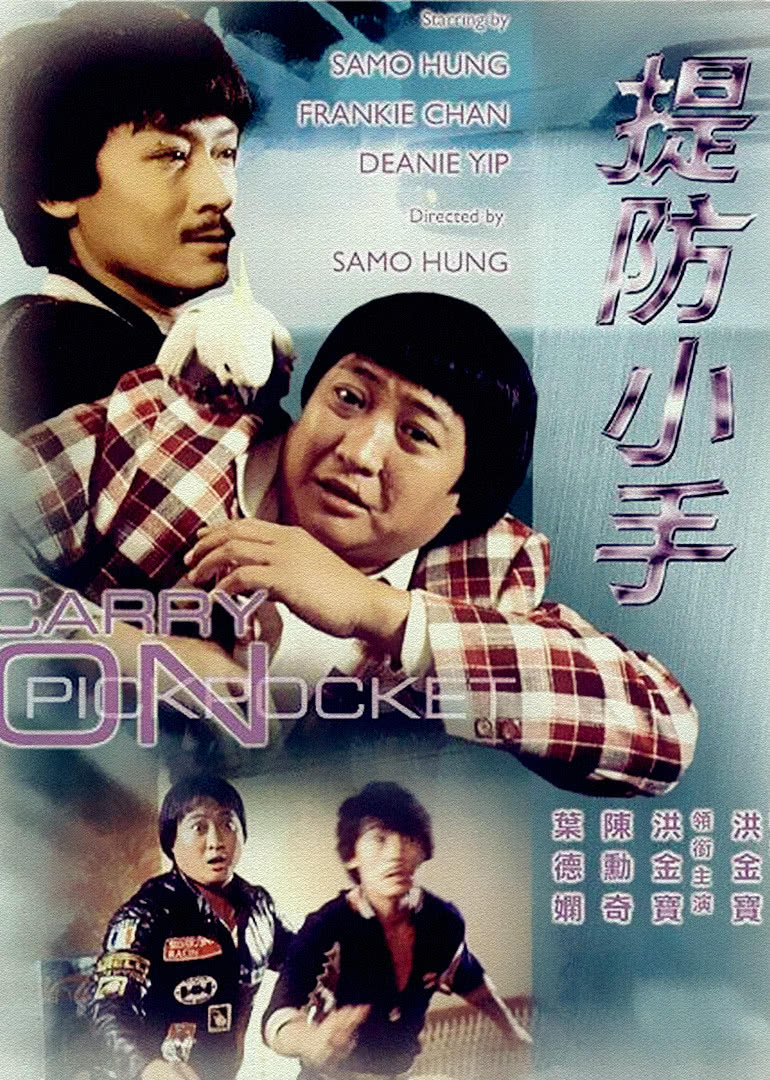 Starring by
SAMO HUNG
FRANKIE CHAN
DEANIE YIP
Directed by
SAMO HUNG
提防小手
CARRY
ON
PICKPOCKET
洪金寶
領銜主演
洪金寶
陳勳奇
葉德嫻